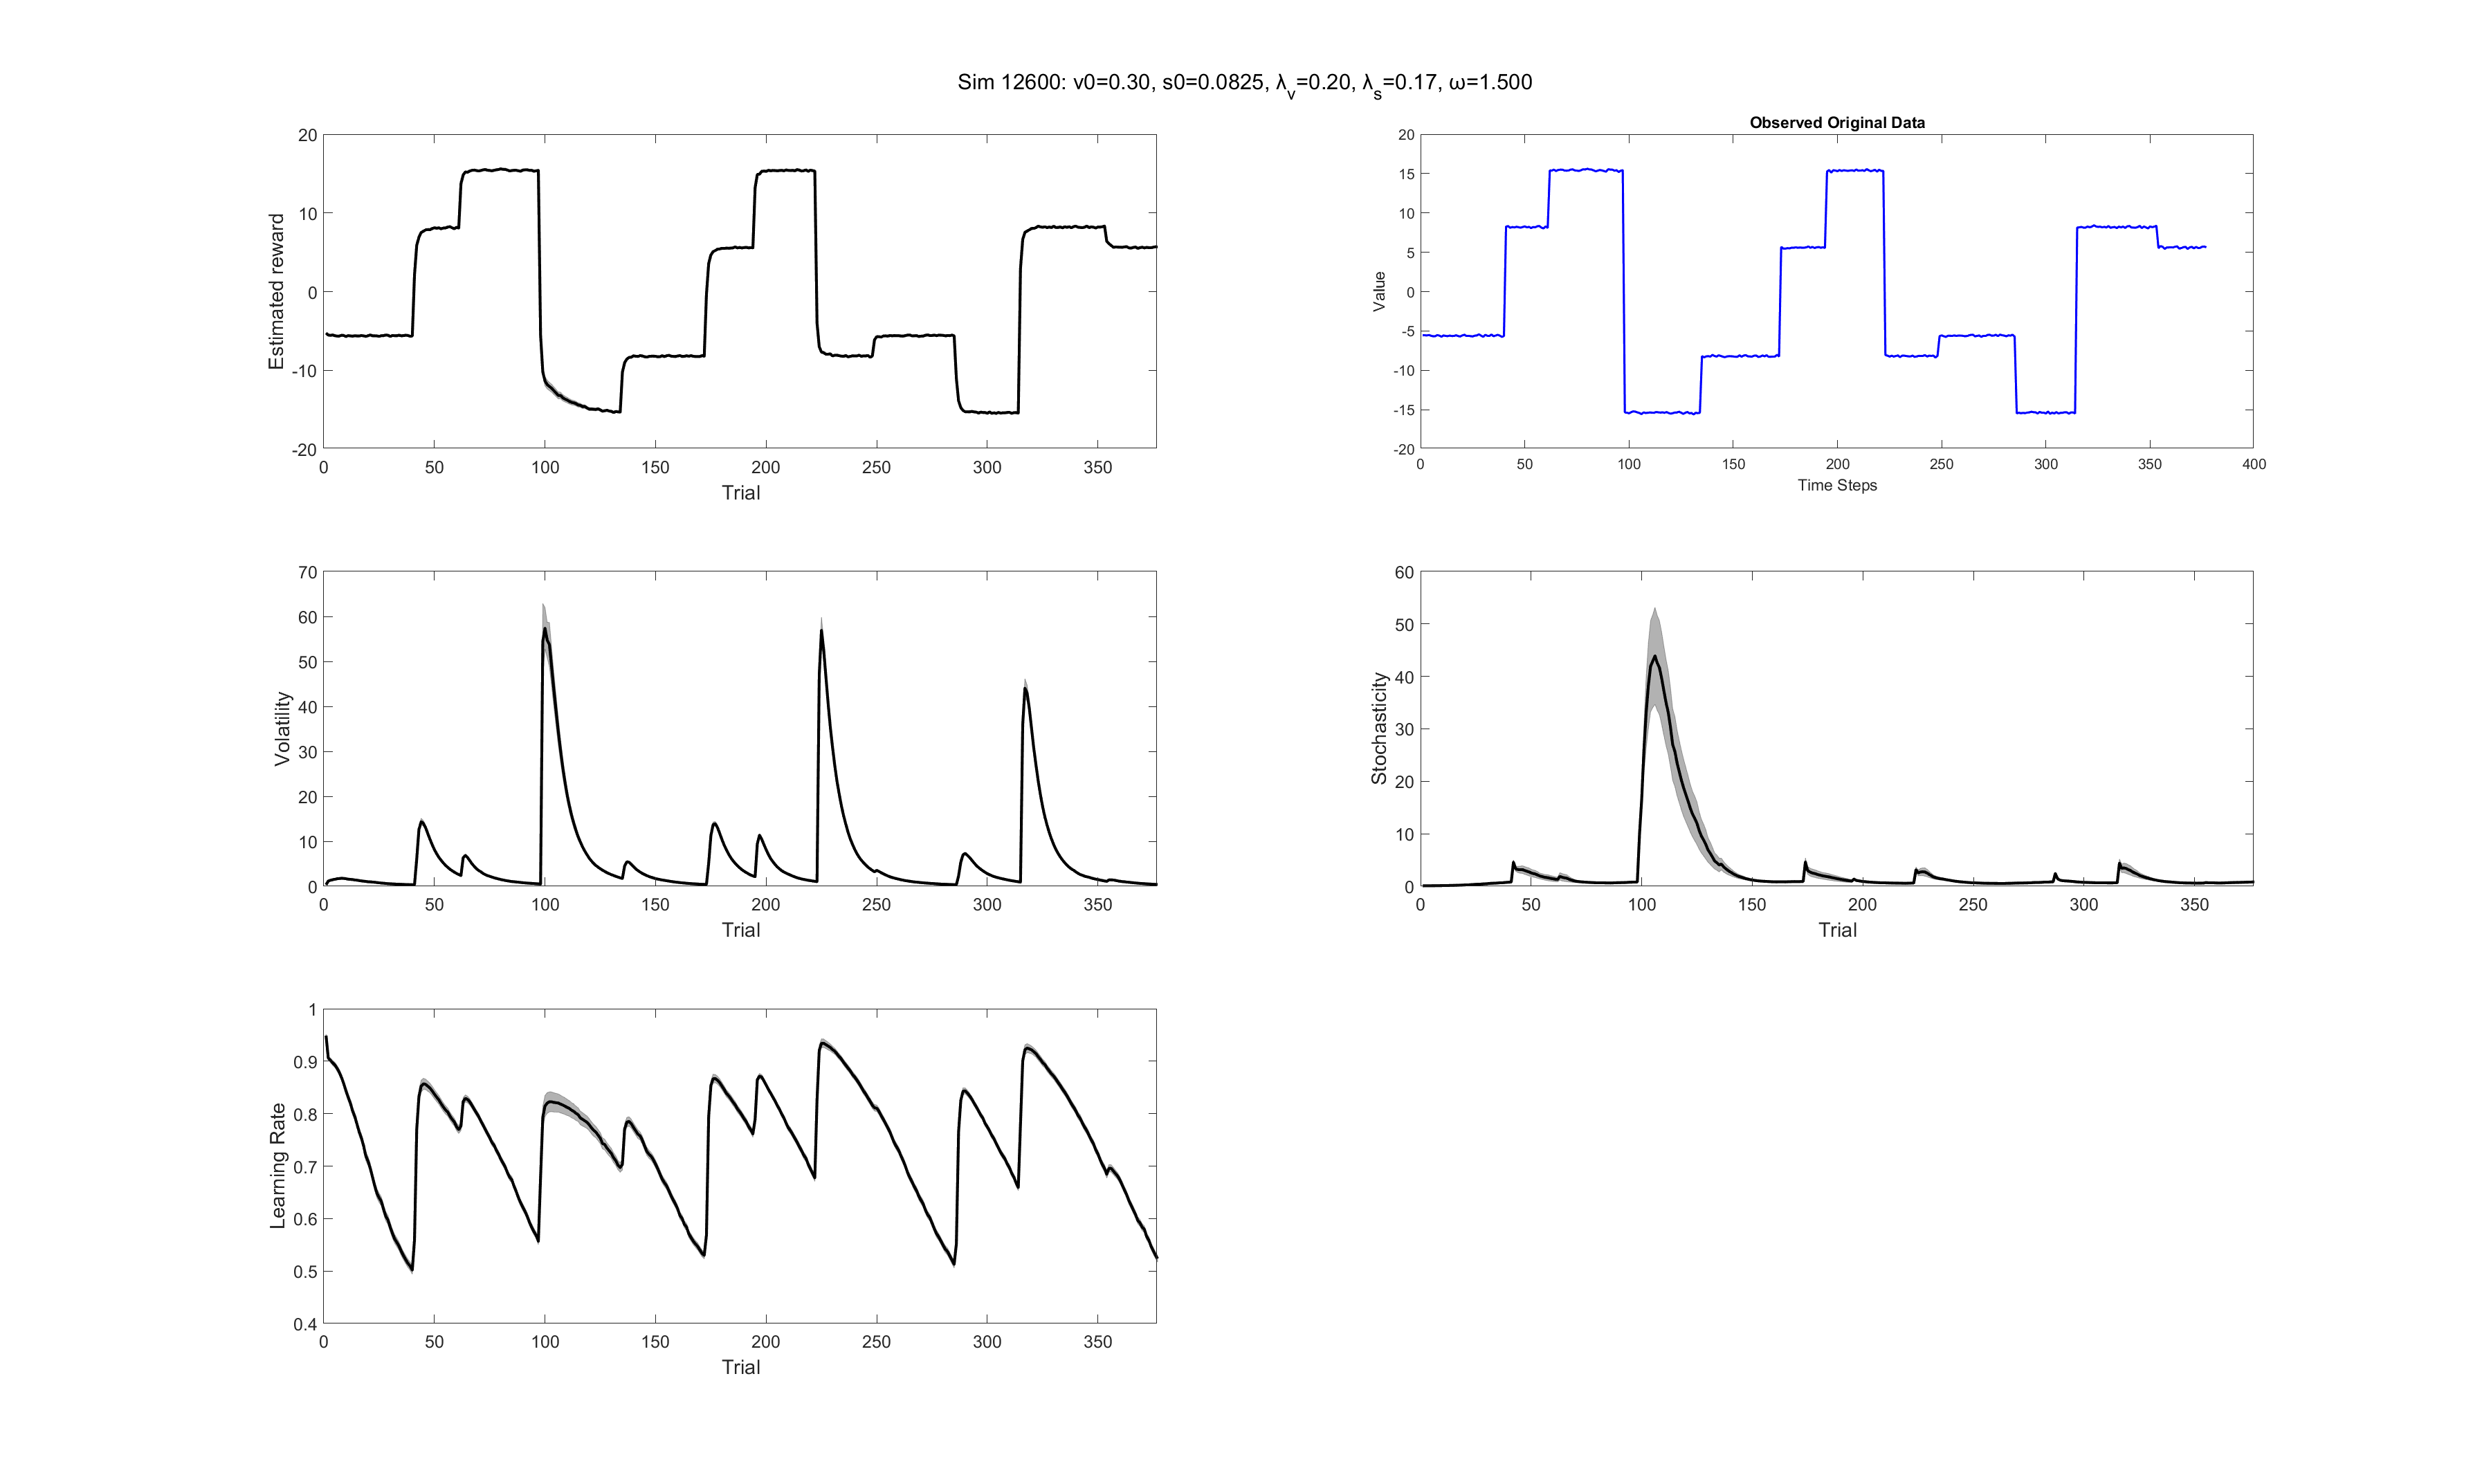 Sim 12600: v0=0.30, s0=0.0825, λv=0.20, λs=0.17, ω=1.500
20
10
0
-10
-20
Estimated reward
0 50 100 150 200 250 300 350
Trial
Observed Original Data
20
15
10
5
0
-5
-10
-15
-20
Value
0 50 100 150 200 250 300 350 400
Time Steps
70
60
50
40
30
20
10
0
Volatility
0 50 100 150 200 250 300 350
Trial
60
50
40
30
20
10
0
Stochasticity
0 50 100 150 200 250 300 350
Trial
1
0.9
0.8
0.7
0.6
0.5
0.4
Learning Rate
0 50 100 150 200 250 300 350
Trial